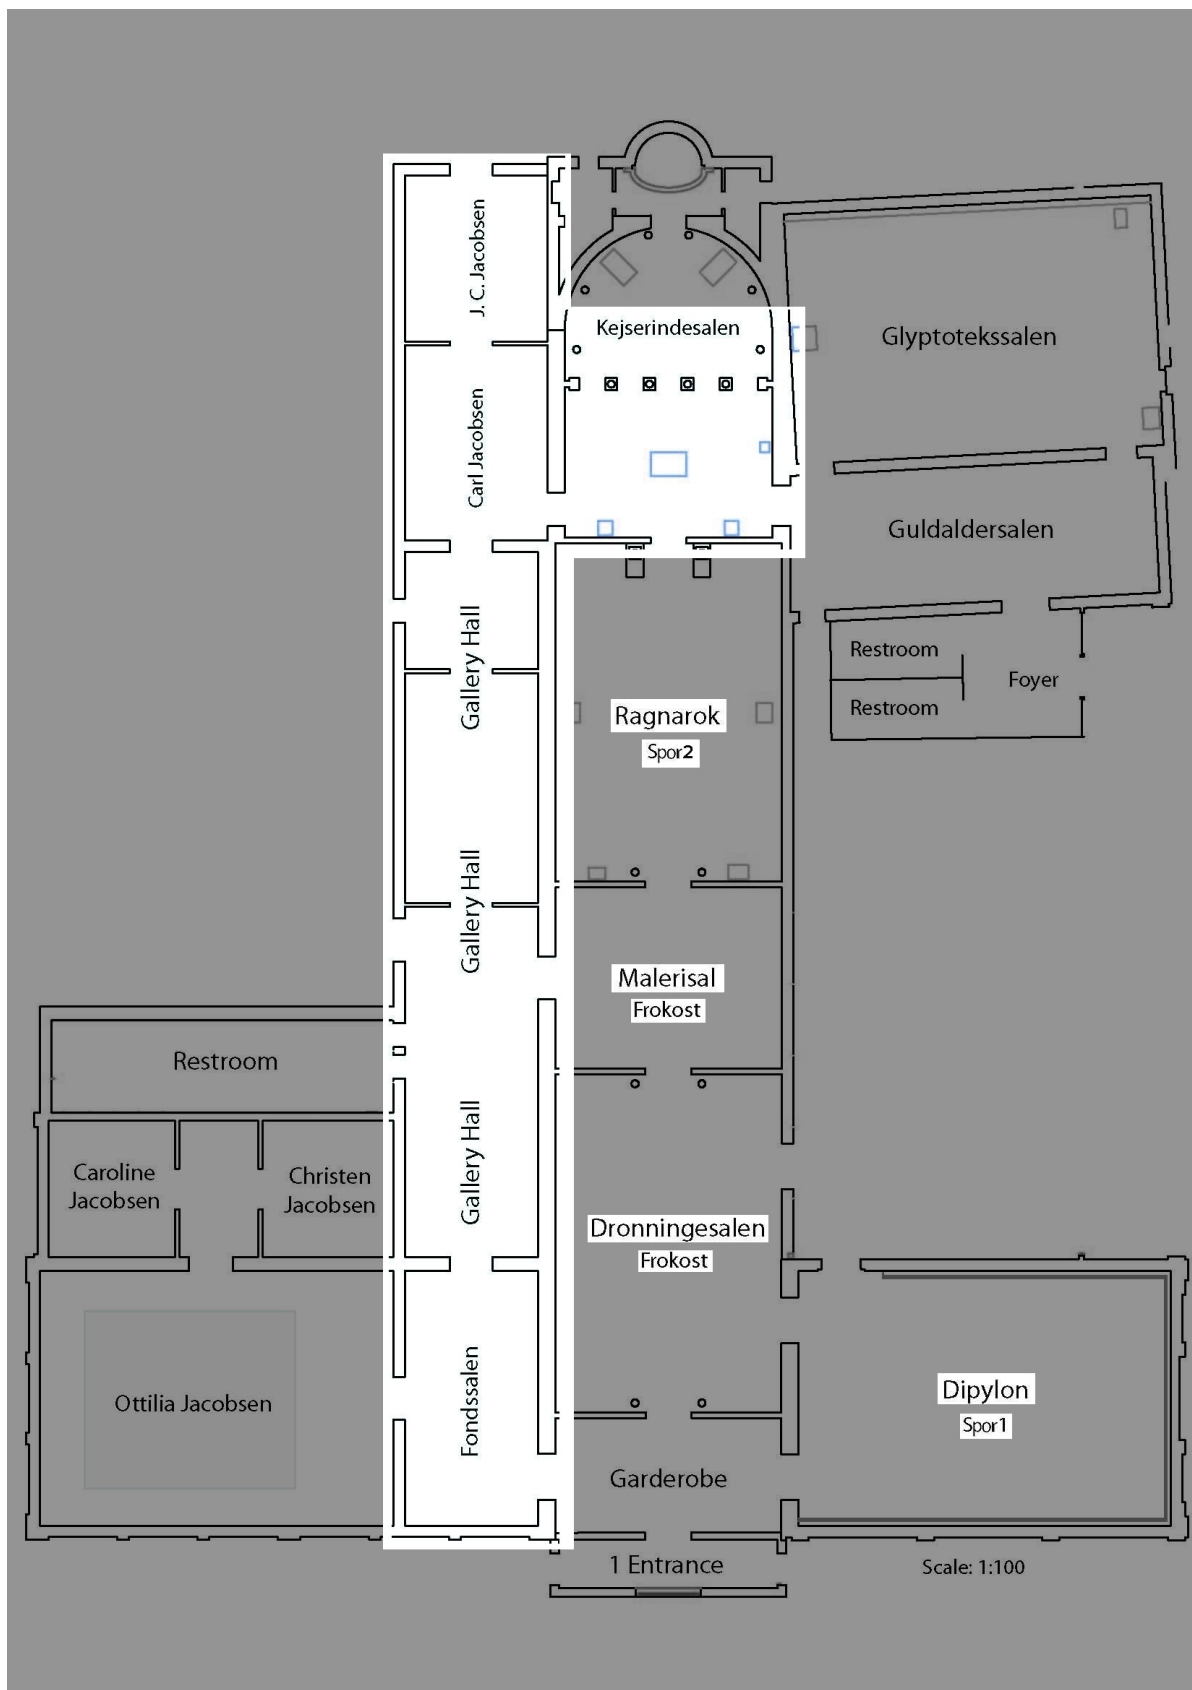 J. C. Jacobsen
Kejserindesalen
Glyptotekssalen
Carl Jacobsen
Guldaldersalen
Gallery Hall
Restroom
Foyer
Restroom
Ragnarok
Spor2
Gallery Hall
Malerisal
Frokost
Restroom
Gallery Hall
Caroline
Jacobsen
Christen
Jacobsen
Dronningesalen
Frokost
Fondssalen
Ottilia Jacobsen
Dipylon
Spor1
Garderobe
1 Entrance
Scale: 1:100